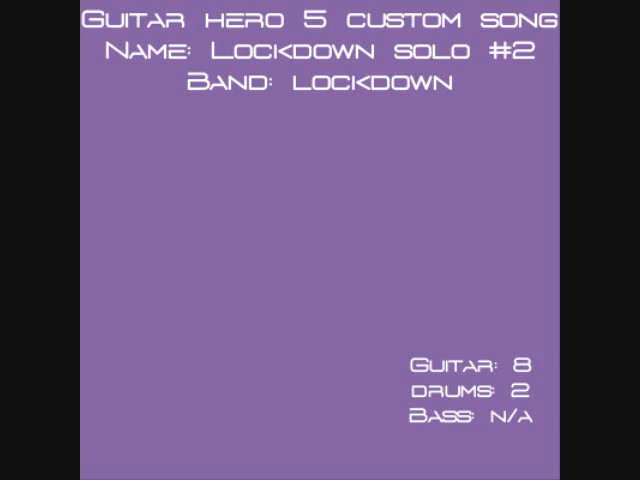 Guitar hero 5 custom song
Name: Lockdown solo #2
Band: lockdown
Guitar: 8
drums: 2
Bass: n/a